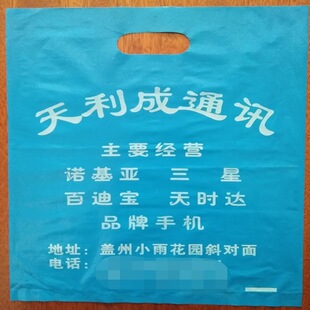 天利成通讯
主要经营
诺基亚 三 星
百迪宝 天时达
品牌手机
地址：盖州小雨花园斜对面
电话：